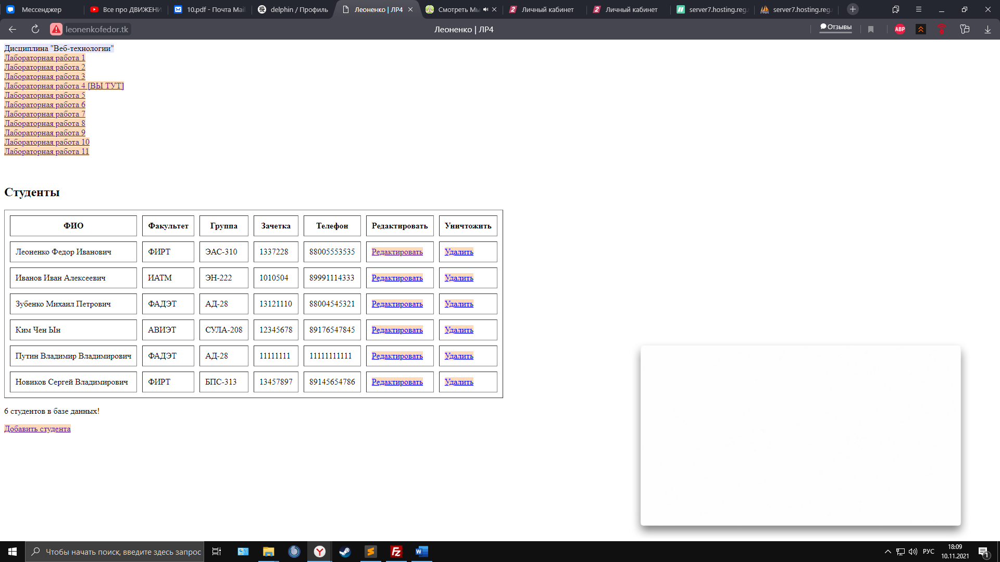 Мессенджер
Все про ДВИЖЕНИ
10.pdf - Почта Mail
delphin / Профиль
Леоненко | ЛР4
Смотреть Мы
Личный кабинет
Личный кабинет
server7.hosting.reg.
server7.hosting.reg.
leonenkofedor.tk
Леоненко | ЛР4
Отзывы
ABP
Дисциплина "Веб-технологии"
Лабораторная работа 1
Лабораторная работа 2
Лабораторная работа 3
Лабораторная работа 4 [ВЫ ТУТ]
Лабораторная работа 5
Лабораторная работа 6
Лабораторная работа 7
Лабораторная работа 8
Лабораторная работа 9
Лабораторная работа 10
Лабораторная работа 11
Студенты
ФИО Факультет Группа Зачетка Телефон Редактировать Уничтожить
Леоненко Федор Иванович ФИРТ ЭАС-310 1337228 88005553535 Редактировать Удалить
Иванов Иван Алексеевич ИАТМ ЭН-222 1010504 89991114333 Редактировать Удалить
Зубенко Михаил Петрович ФАДЭТ АД-28 13121110 88004545321 Редактировать Удалить
Ким Чен Ын АВИЭТ СУЛА-208 12345678 89176547845 Редактировать Удалить
Путин Владимир Владимирович ФАДЭТ АД-28 11111111 11111111111 Редактировать Удалить
Новиков Сергей Владимирович ФИРТ БПС-313 13457897 89145654786 Редактировать Удалить
6 студентов в базе данных!
Добавить студента
Чтобы начать поиск, введите здесь запрос
РУС
18:09
10.11.2021
1